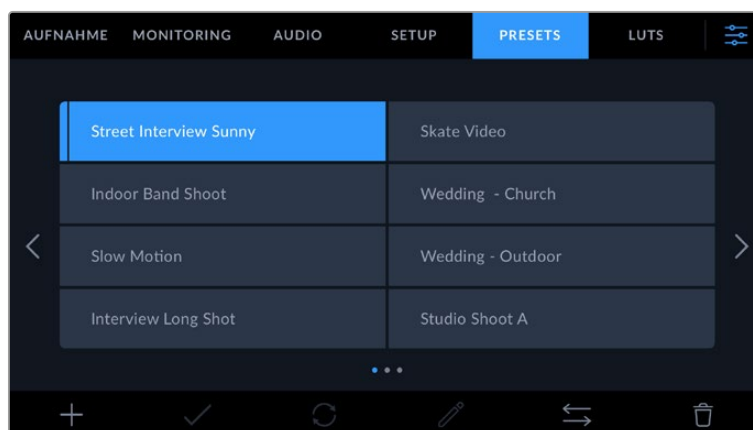 AUFNAHME MONITORING AUDIO SETUP PRESETS LUTS
Street Interview Sunny Skate Video
Indoor Band Shoot Wedding - Church
Slow Motion Wedding - Outdoor
Interview Long Shot Studio Shoot A